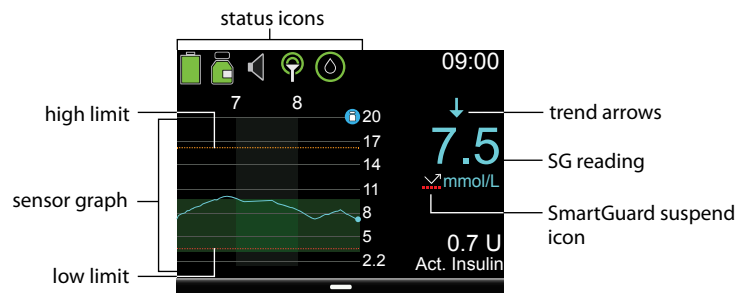 status icons
09:00
7 8
high limit
20
trend arrows
17
7.5
14
SG reading
mmol/L
11
sensor graph
8
SmartGuard suspend
icon
5
0.7 U
low limit
2.2
Act. Insulin